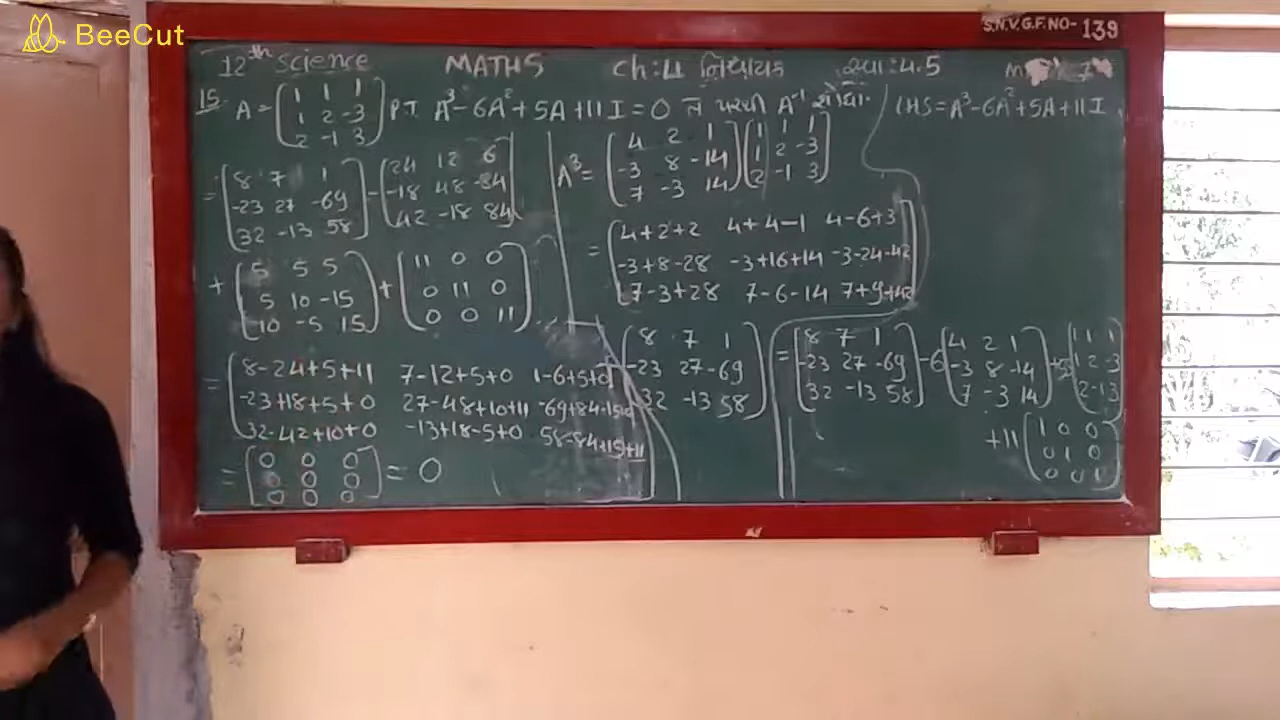 BeeCut
S.N.V.G.F.NO- 139
12th Science MATHS Ch:4 નિશ્ચાયક સ્વા:4.5
15. A = [1 1 1 P.T. A³-6A²+5A+11I=0 તે પરથી A⁻¹ શોધો. LHS = A³-6A²+5A+11I
1 2 -3
2 -1 3]
= [8 7 1 - [24 12 6
-23 27 -69 -18 48 -84
32 -13 58] 42 -18 84]
+ [5 5 5 + [11 0 0
5 10 -15 0 11 0
10 -5 15] 0 0 11]
= [8-24+5+11 7-12+5+0 1-6+5+0
-23+18+5+0 27-48+10+11 -69+84-15+0
32-42+10+0 -13+18-5+0 58-84+15+11]
= [0 0 0 = 0
0 0 0
0 0 0]
A³ = [4 2 1 [1 1 1
-3 8 -14 1 2 -3
7 -3 14] 2 -1 3]
= [4+2+2 4+4-1 4-6+3
-3+8-28 -3+16+14 -3-24-42
7-3+28 7-6-14 7+9+42]
[8 7 1
-23 27 -69
32 -13 58]
= [8 7 1 -6 [4 2 1 +5 [1 1 1
-23 27 -69 -3 8 -14 1 2 -3
32 -13 58] 7 -3 14] 2 -1 3]
+11 [1 0 0
0 1 0
0 0 1]